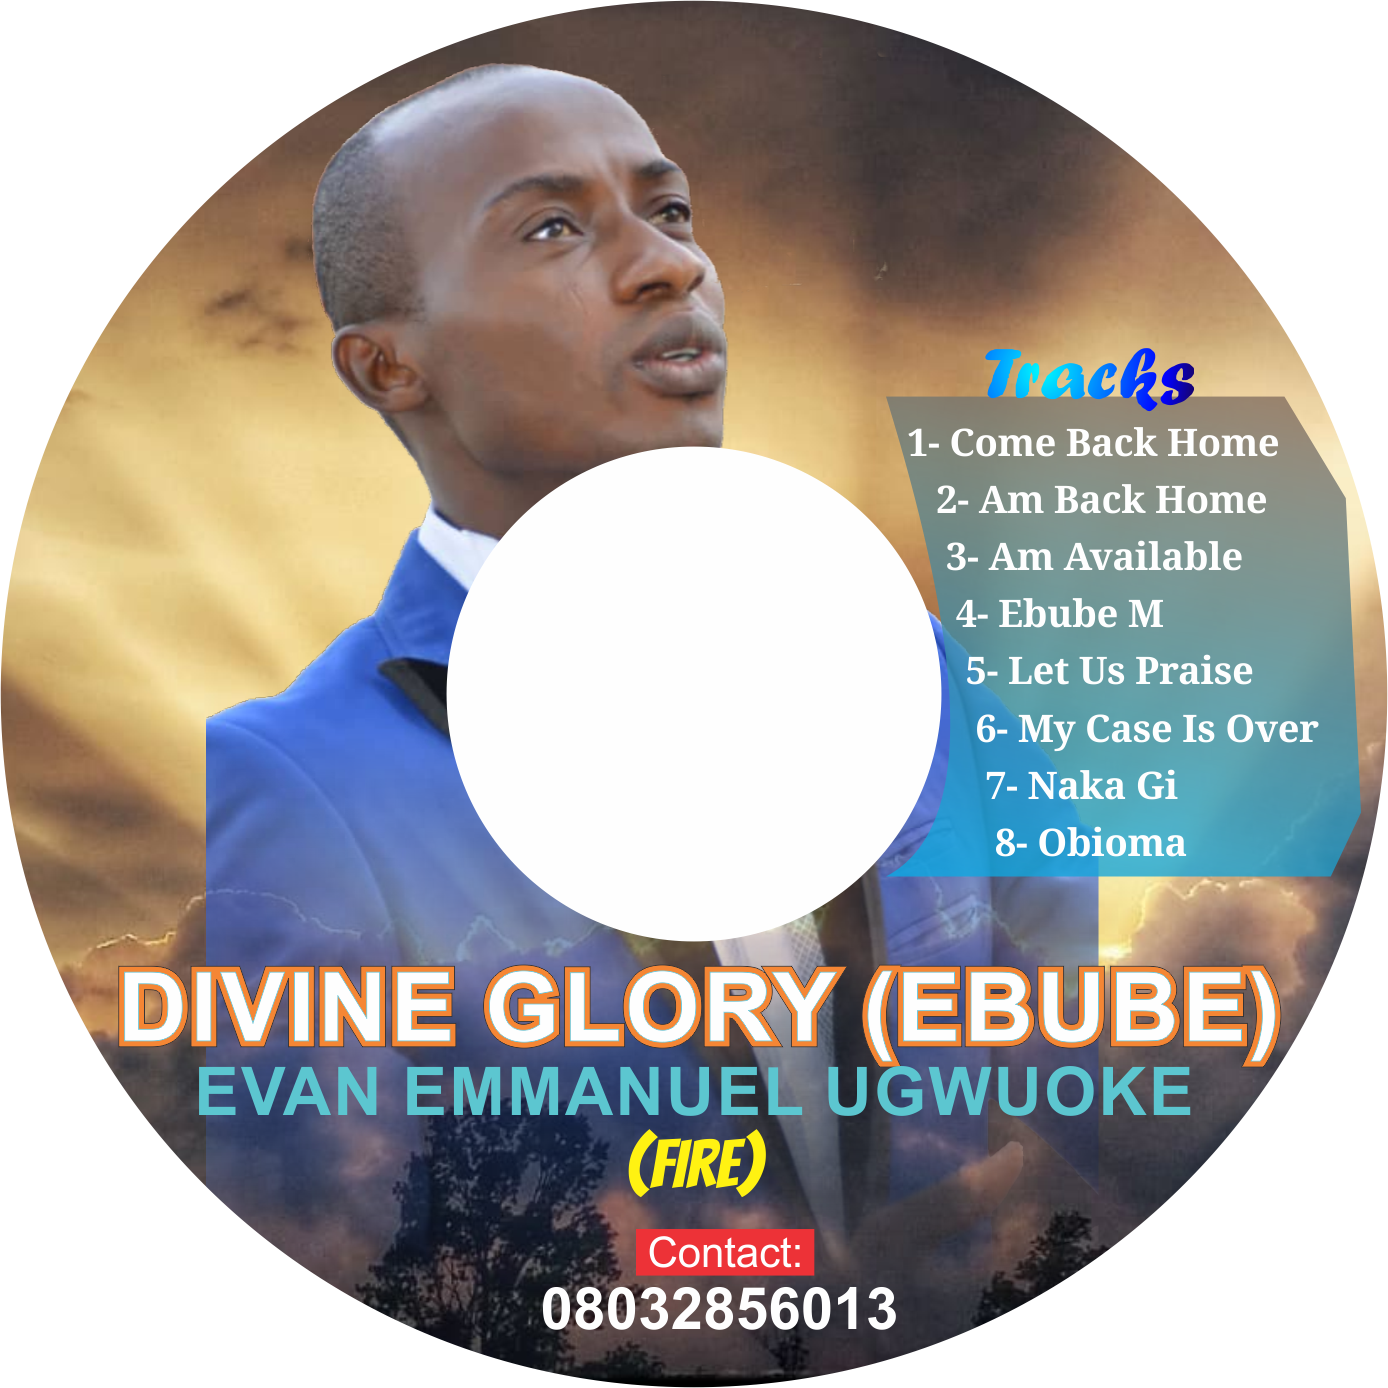 Tracks
1- Come Back Home
2- Am Back Home
3- Am Available
4- Ebube M
5- Let Us Praise
6- My Case Is Over
7- Naka Gi
8- Obioma
DIVINE GLORY (EBUBE)
EVAN EMMANUEL UGWUOKE
(FIRE)
Contact:
08032856013